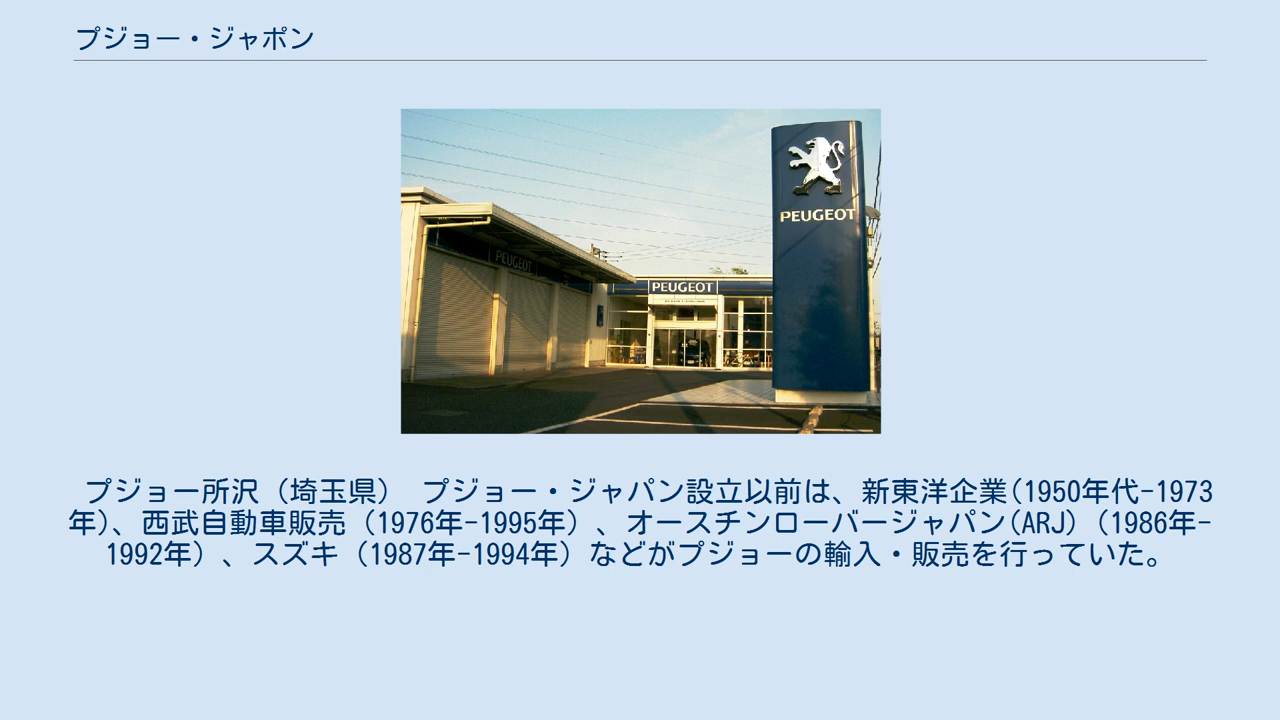 プジョー・ジャポン
PEUGEOT
PEUGEOT
PEUGEOT
プジョー所沢（埼玉県） プジョー・ジャパン設立以前は、新東洋企業(1950年代-1973
年)、西武自動車販売（1976年-1995年）、オースチンローバージャパン(ARJ)（1986年-
1992年）、スズキ（1987年-1994年）などがプジョーの輸入・販売を行っていた。